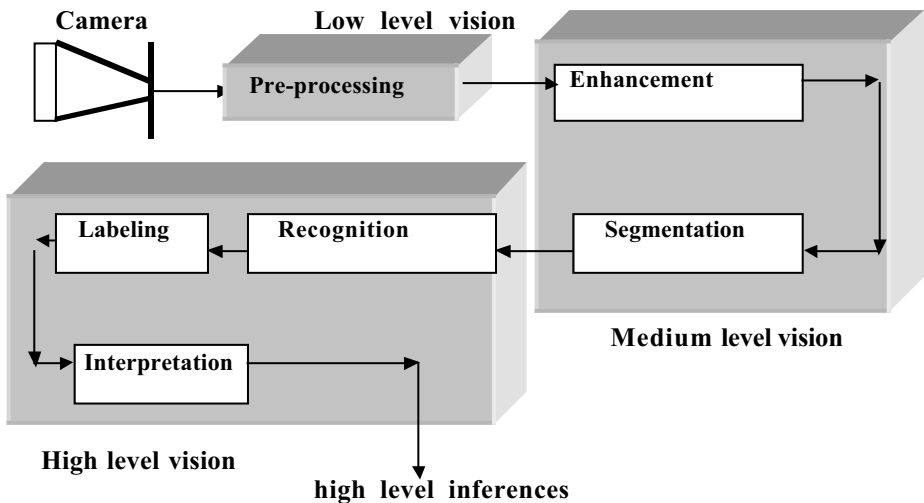 Camera
Low level vision
Pre-processing
Enhancement
Labeling
Recognition
Segmentation
Medium level vision
Interpretation
High level vision
high level inferences